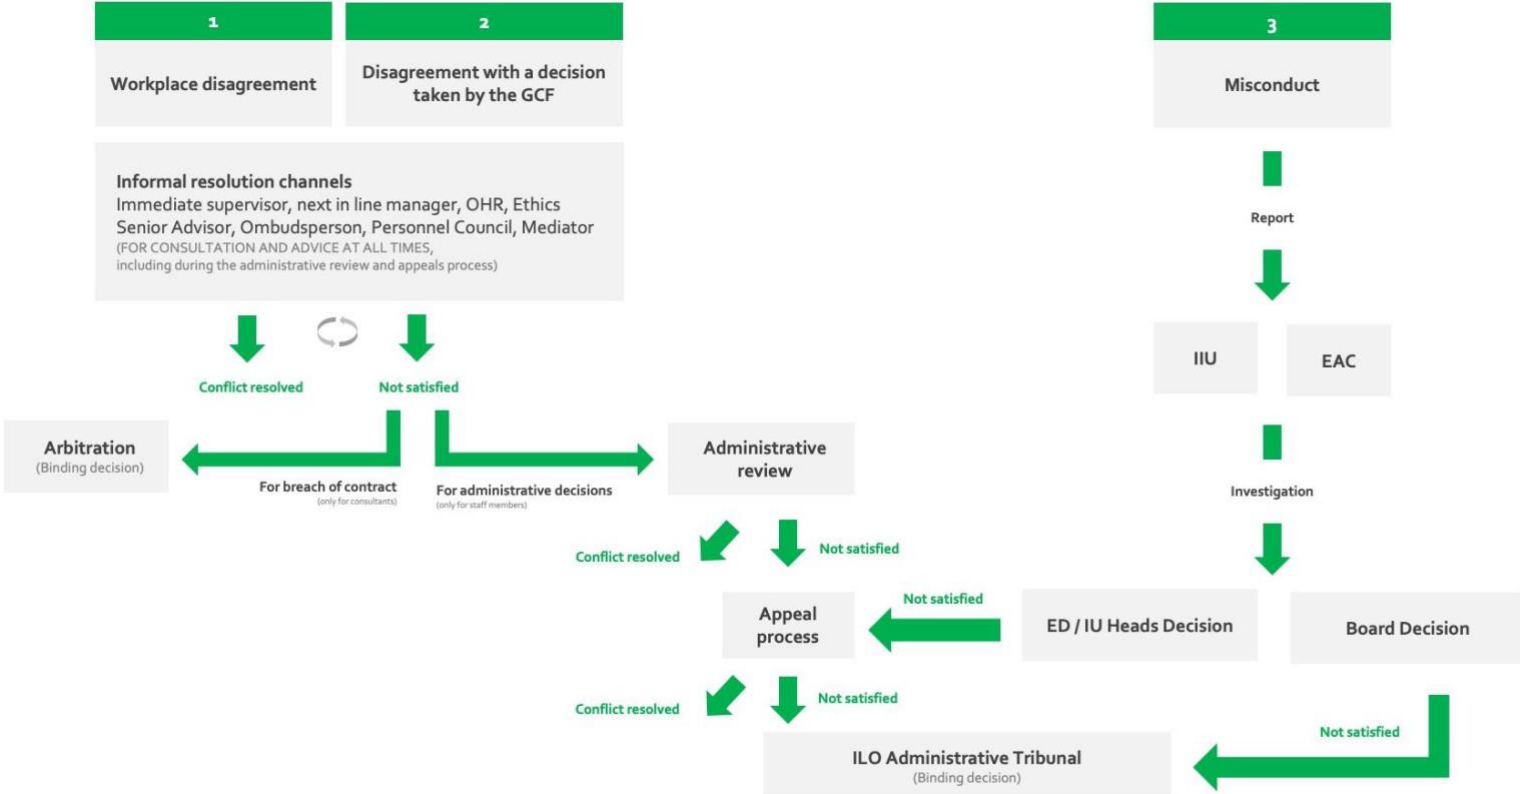 1
Workplace disagreement
2
Disagreement with a decision
taken by the GCF
Informal resolution channels
Immediate supervisor, next in line manager, OHR, Ethics
Senior Advisor, Ombudsperson, Personnel Council, Mediator
(FOR CONSULTATION AND ADVICE AT ALL TIMES,
including during the administrative review and appeals process)
Conflict resolved
Not satisfied
Arbitration
(Binding decision)
For breach of contract
(only for consultants)
For administrative decisions
(only for staff members)
Administrative
review
Conflict resolved
Not satisfied
Appeal
process
Conflict resolved
Not satisfied
ILO Administrative Tribunal
(Binding decision)
3
Misconduct
Report
IIU
EAC
Investigation
ED / IU Heads Decision
Not satisfied
Board Decision
Not satisfied